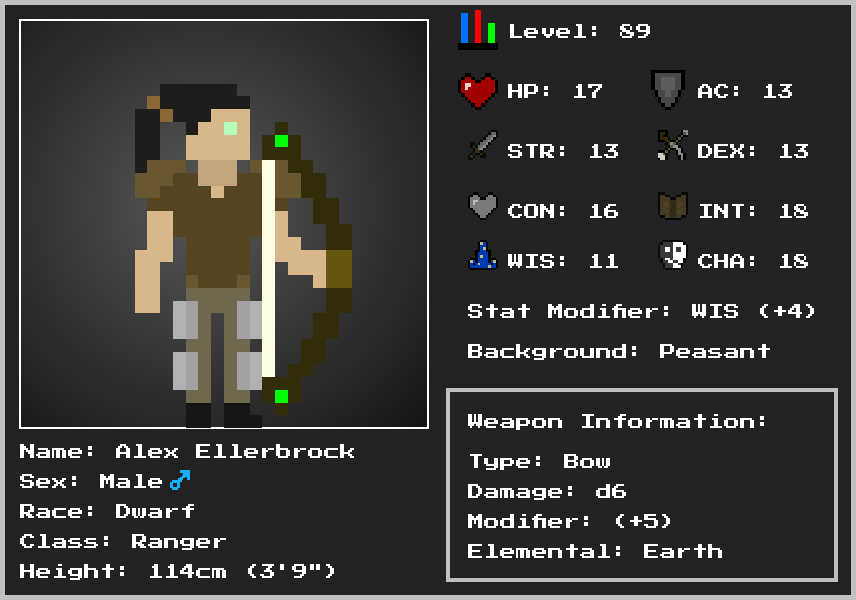 Level: 89
HP: 17 AC: 13
STR: 13 DEX: 13
CON: 16 INT: 18
WIS: 11 CHA: 18
Stat Modifier: WIS (+4)
Background: Peasant
Weapon Information:
Type: Bow
Damage: d6
Modifier: (+5)
Elemental: Earth
Name: Alex Ellerbrock
Sex: Male ♂
Race: Dwarf
Class: Ranger
Height: 114cm (3'9")